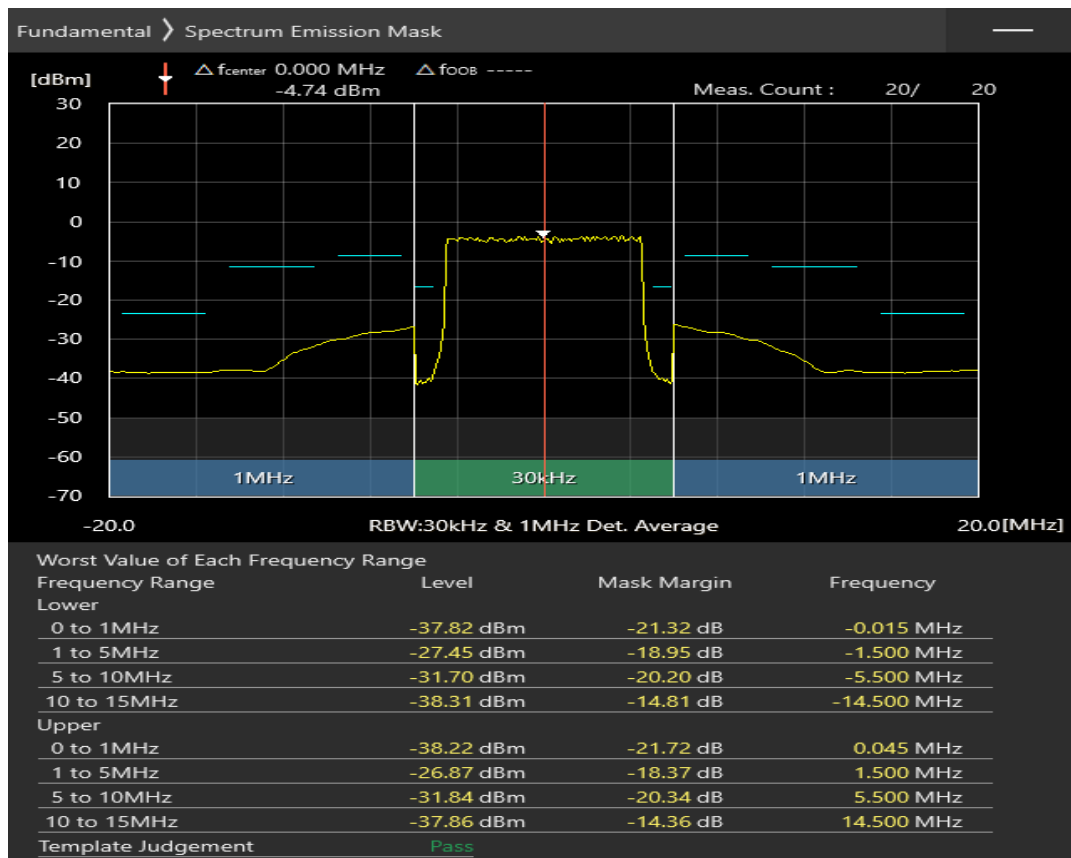 Fundamental ❯ Spectrum Emission Mask
[dBm] △ fcenter 0.000 MHz △ fOOB -----
-4.74 dBm Meas. Count : 20/ 20
30
20
10
0
-10
-20
-30
-40
-50
-60
-70
1MHz 30kHz 1MHz
-20.0 RBW:30kHz & 1MHz Det. Average 20.0[MHz]
Worst Value of Each Frequency Range
Frequency Range Level Mask Margin Frequency
Lower
0 to 1MHz -37.82 dBm -21.32 dB -0.015 MHz
1 to 5MHz -27.45 dBm -18.95 dB -1.500 MHz
5 to 10MHz -31.70 dBm -20.20 dB -5.500 MHz
10 to 15MHz -38.31 dBm -14.81 dB -14.500 MHz
Upper
0 to 1MHz -38.22 dBm -21.72 dB 0.045 MHz
1 to 5MHz -26.87 dBm -18.37 dB 1.500 MHz
5 to 10MHz -31.84 dBm -20.34 dB 5.500 MHz
10 to 15MHz -37.86 dBm -14.36 dB 14.500 MHz
Template Judgement Pass